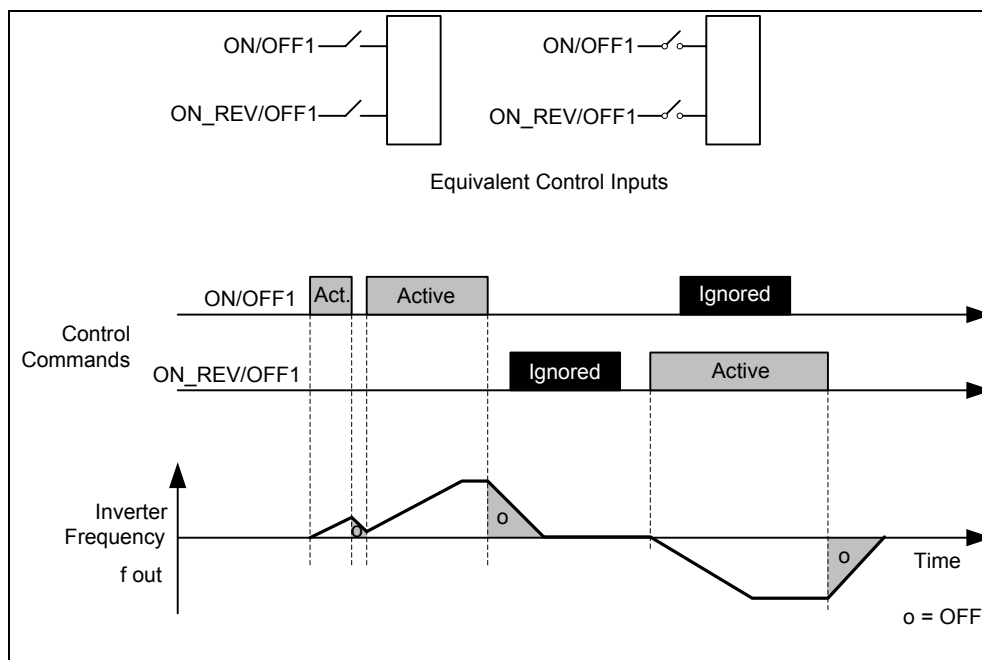 ON/OFF1
ON/OFF1
ON_REV/OFF1
ON_REV/OFF1
Equivalent Control Inputs
Control
Commands
ON/OFF1
Act.
Active
Ignored
ON_REV/OFF1
Ignored
Active
Inverter
Frequency
f out
o
o
o
Time
o = OFF